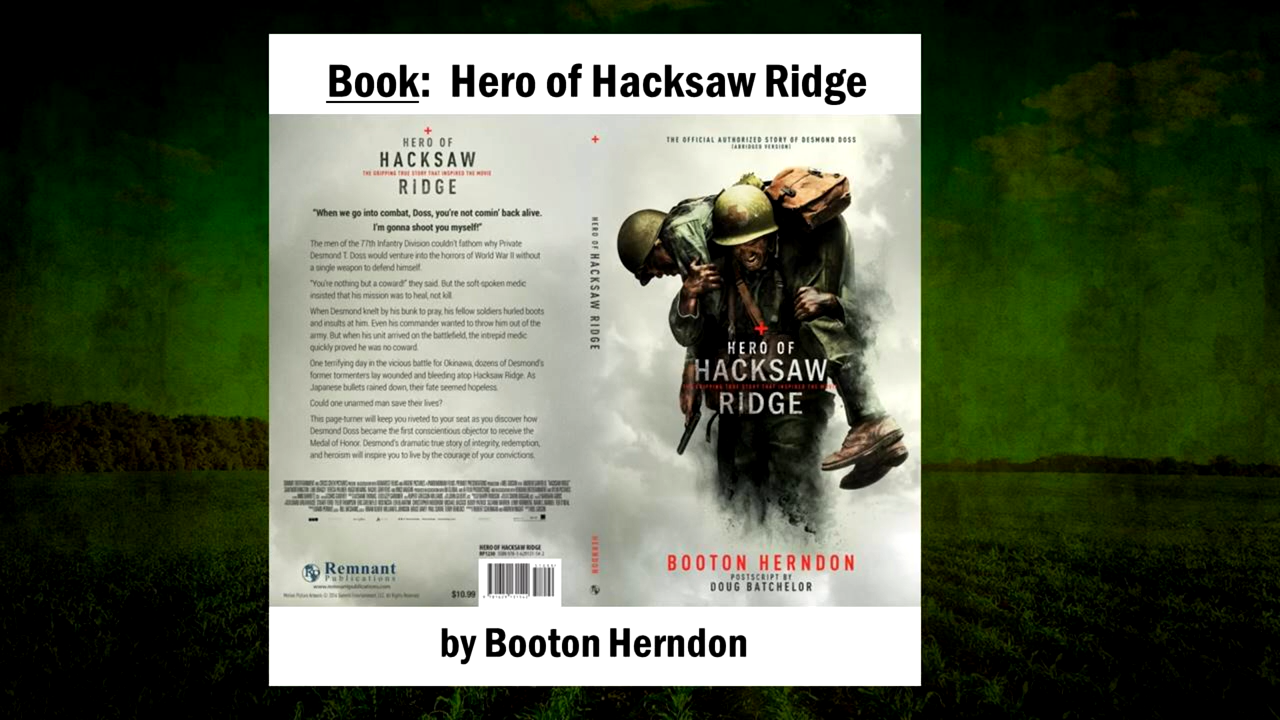 Book:  Hero of Hacksaw Ridge
HERO OF
HACKSAW
THE GRIPPING TRUE STORY THAT INSPIRED THE MOVIE
RIDGE
"When we go into combat, Doss, you're not comin' back alive.
I'm gonna shoot you myself!"
The men of the 77th Infantry Division couldn't fathom why Private
Desmond T. Doss would venture into the horrors of World War II without
a single weapon to defend himself.
"You're nothing but a coward!" they said. But the soft-spoken medic
insisted that his mission was to heal, not kill.
When Desmond knelt by his bunk to pray, his fellow soldiers hurled boots
and insults at him. Even his commander wanted to throw him out of the
army. But when his unit arrived on the battlefield, the intrepid medic
quickly proved he was no coward.
One terrifying day in the vicious battle for Okinawa, dozens of Desmond's
former tormenters lay wounded and bleeding atop Hacksaw Ridge. As
Japanese bullets rained down, their fate seemed hopeless.
Could one unarmed man save their lives?
This page-turner will keep you riveted to your seat as you discover how
Desmond Doss became the first conscientious objector to receive the
Medal of Honor. Desmond's dramatic true story of integrity, redemption,
and heroism will inspire you to live by the courage of your convictions.
HERO OF HACKSAW RIDGE
Remnant
Publications
www.remnantpublications.com
$10.99
HERO OF HACKSAW RIDGE
HERNDON
THE OFFICIAL AUTHORIZED STORY OF DESMOND DOSS
(ABRIDGED VERSION)
HERO OF
HACKSAW
THE GRIPPING TRUE STORY THAT INSPIRED THE MOVIE
RIDGE
BOOTON HERNDON
POSTSCRIPT BY
DOUG BATCHELOR
by Booton Herndon